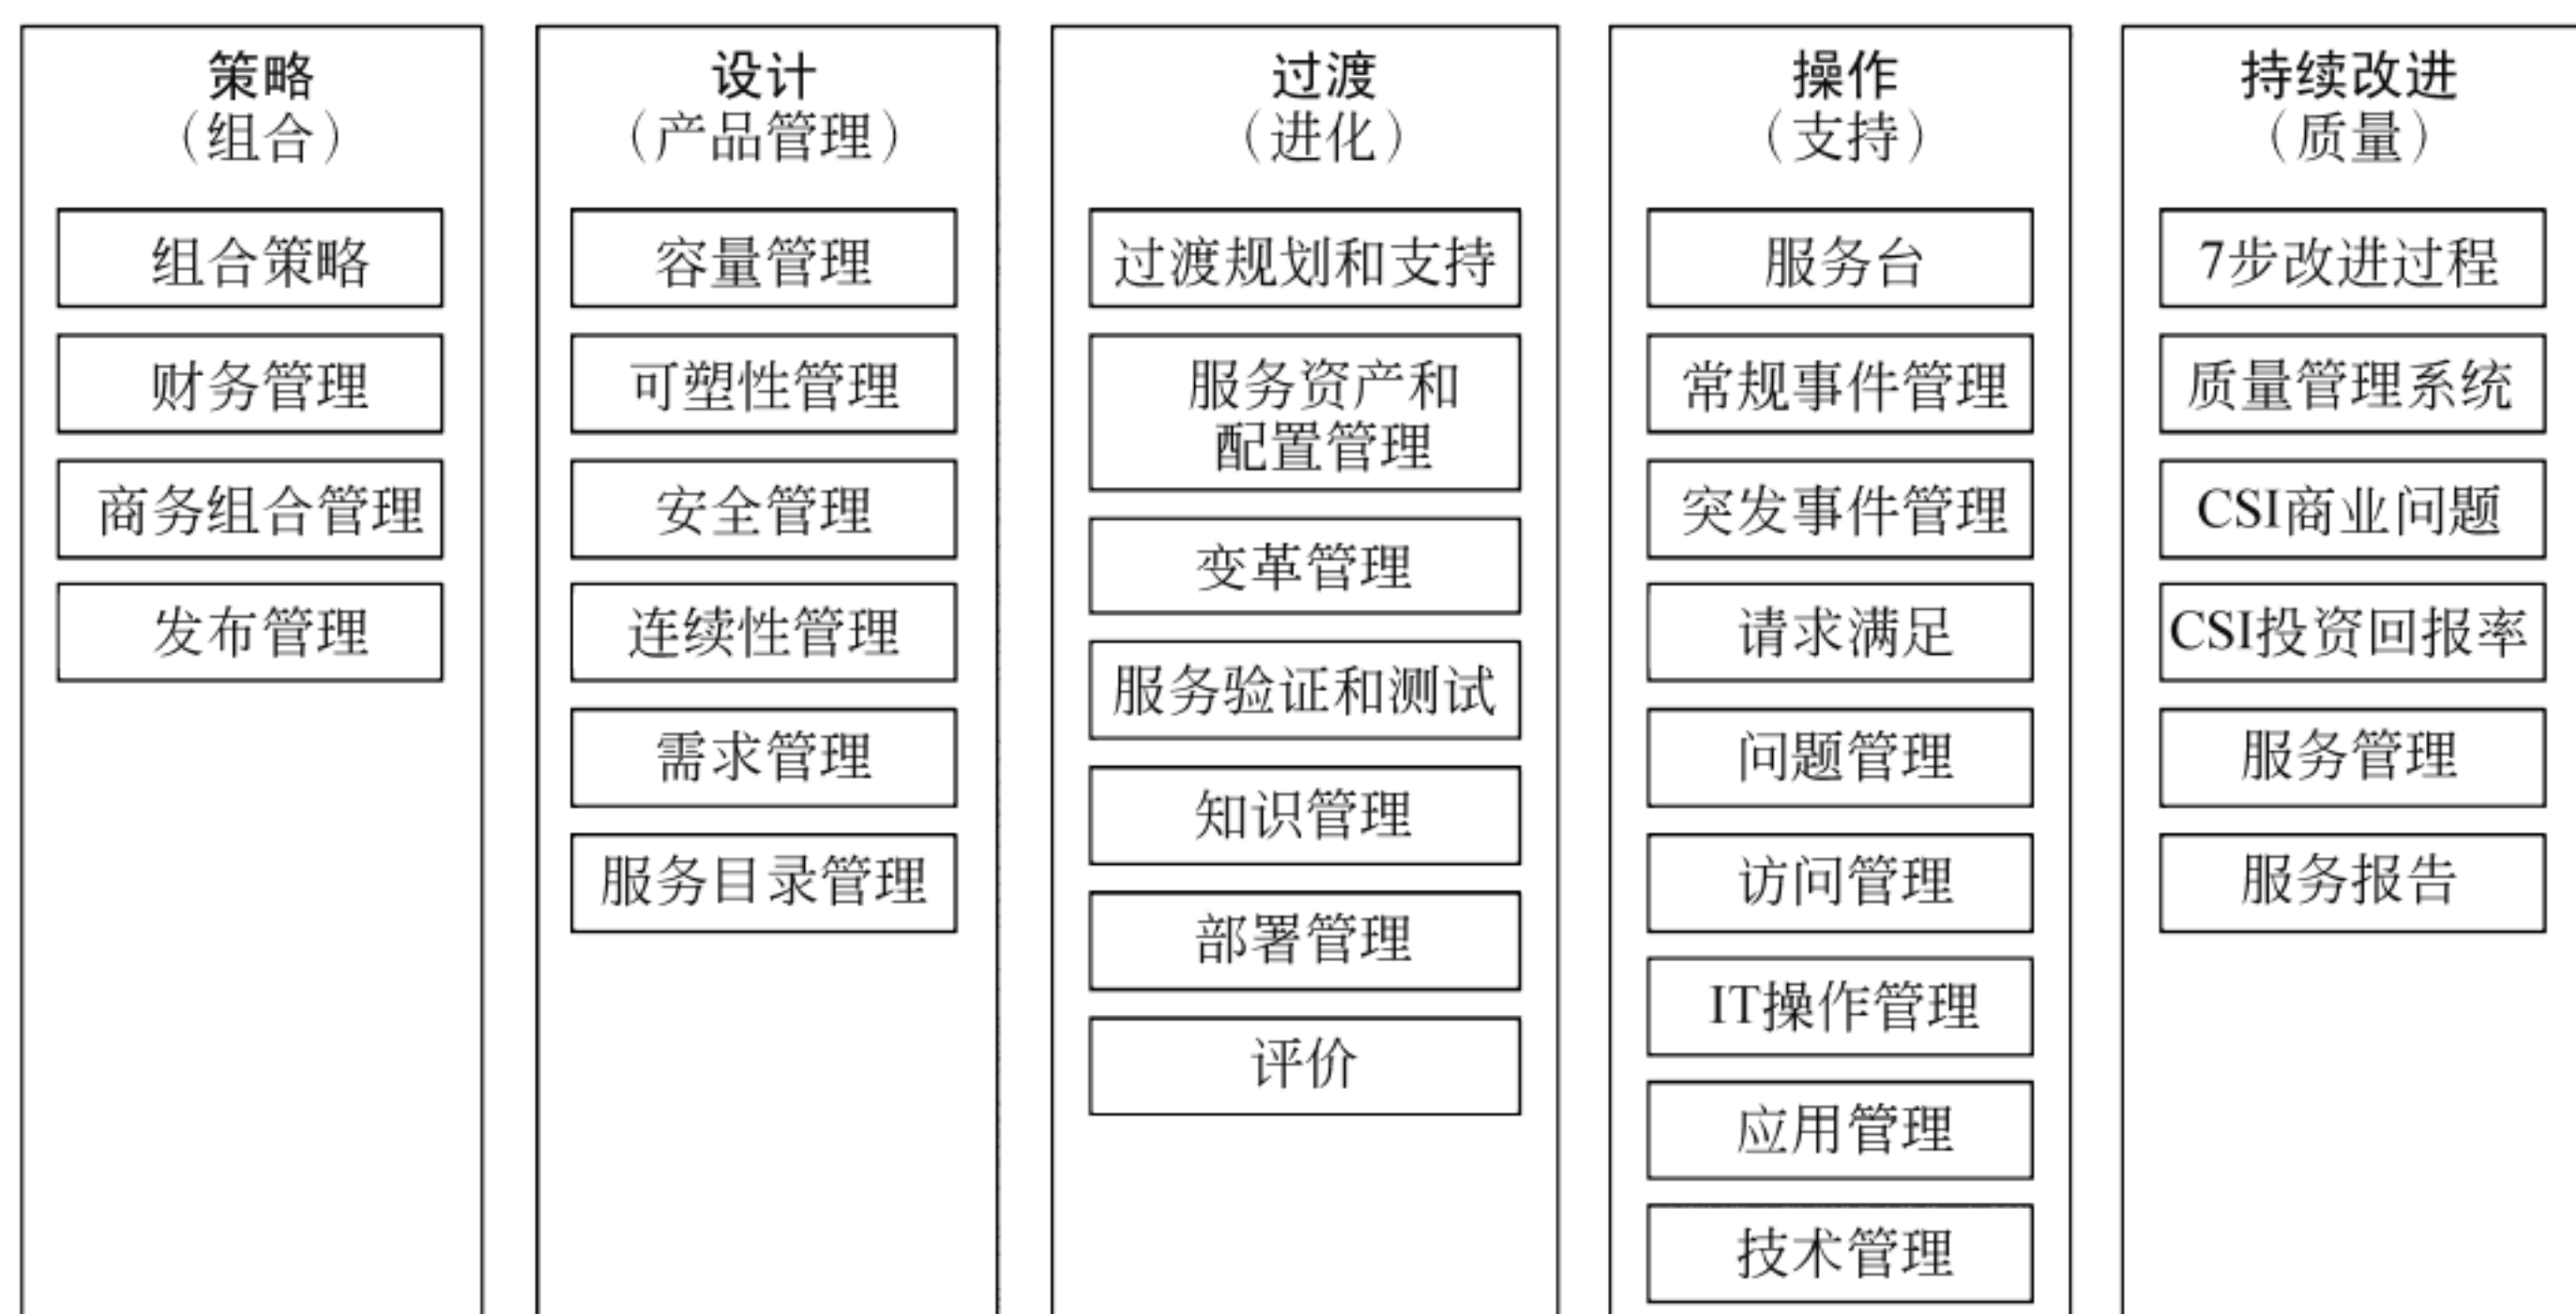 策略
（组合）
组合策略
财务管理
商务组合管理
发布管理
设计
（产品管理）
容量管理
可塑性管理
安全管理
连续性管理
需求管理
服务目录管理
过渡
（进化）
过渡规划和支持
服务资产和
配置管理
变革管理
服务验证和测试
知识管理
部署管理
评价
操作
（支持）
服务台
常规事件管理
突发事件管理
请求满足
问题管理
访问管理
IT操作管理
应用管理
技术管理
持续改进
（质量）
7步改进过程
质量管理系统
CSI商业问题
CSI投资回报率
服务管理
服务报告